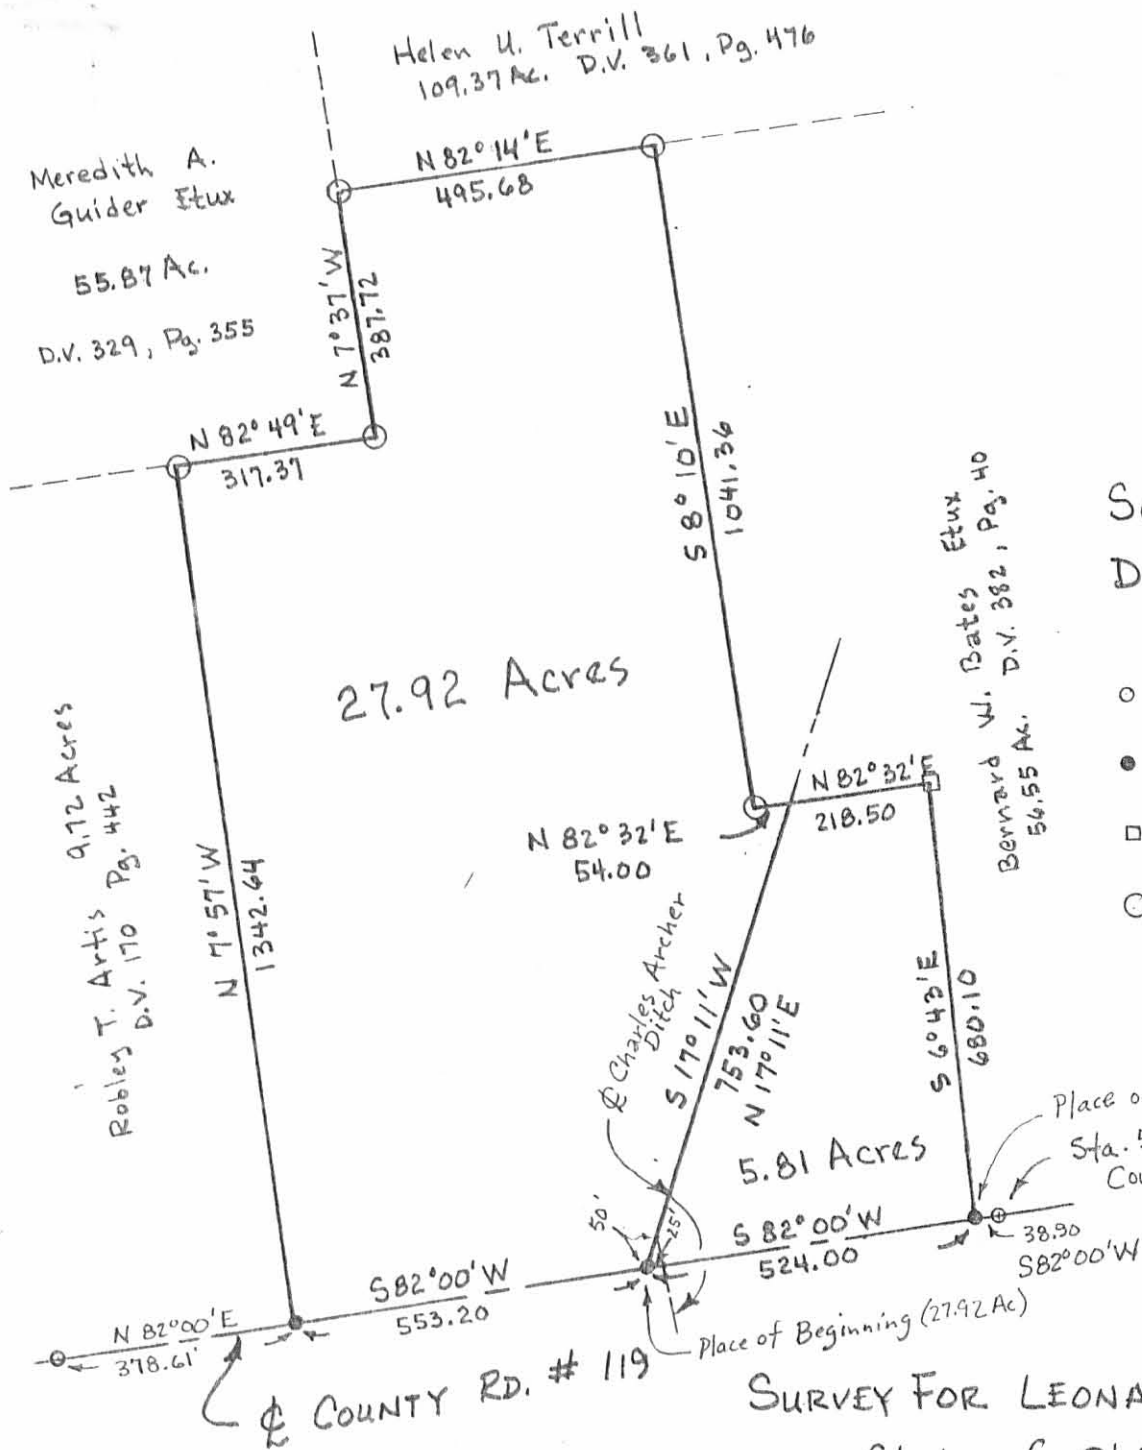 Helen U. Terrill
109.37 Ac. D.V. 361, Pg. 476
Meredith A.
Guider Etux
55.87 Ac.
D.V. 329, Pg. 355
N 82° 14' E
495.68
N 7° 37' W
387.72
N 82° 49' E
317.37
S 8° 10' E
1041.36
Bernard W. Bates Etux
56.55 Ac. D.V. 382, Pg. 40
27.92 Acres
N 82° 32' E
218.50
N 82° 32' E
54.00
Robley T. Artis 9.72 Acres
D.V. 170 Pg. 442
N 7° 57' W
1342.64
℄ Charles Archer
Ditch
S 17° 11' W
753.60
N 17° 11' E
S 6° 43' E
680.10
5.81 Acres
Place
Sta.
50'
25'
S 82° 00' W
524.00
38.90
S 82° 00' W
S 82° 00' W
553.20
N 82° 00' E
378.61'
Place of Beginning (27.92 Ac)
℄ COUNTY RD. # 119
SURVEY FOR